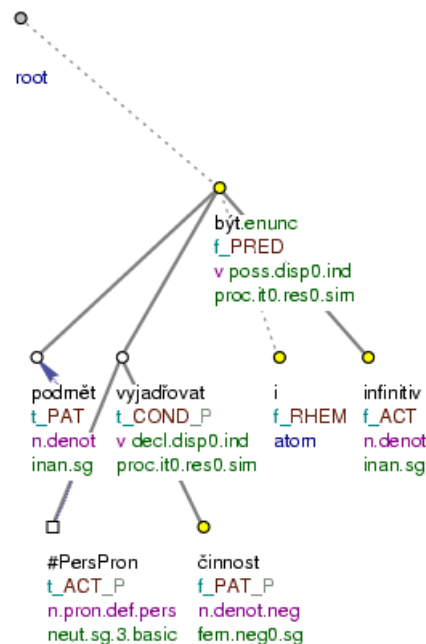 root
být.enunc
f_PRED
v poss.disp0.ind
proc.it0.res0.sim
podmět
t_PAT
n.denot
inan.sg
vyjadřovat
t_COND_P
v decl.disp0.ind
proc.it0.res0.sim
i
f_RHEM
atom
infinitiv
f_ACT
n.denot
inan.sg
#PersPron
t_ACT_P
n.pron.def.pers
neut.sg.3.basic
činnost
f_PAT_P
n.denot.neg
fem.neg0.sg